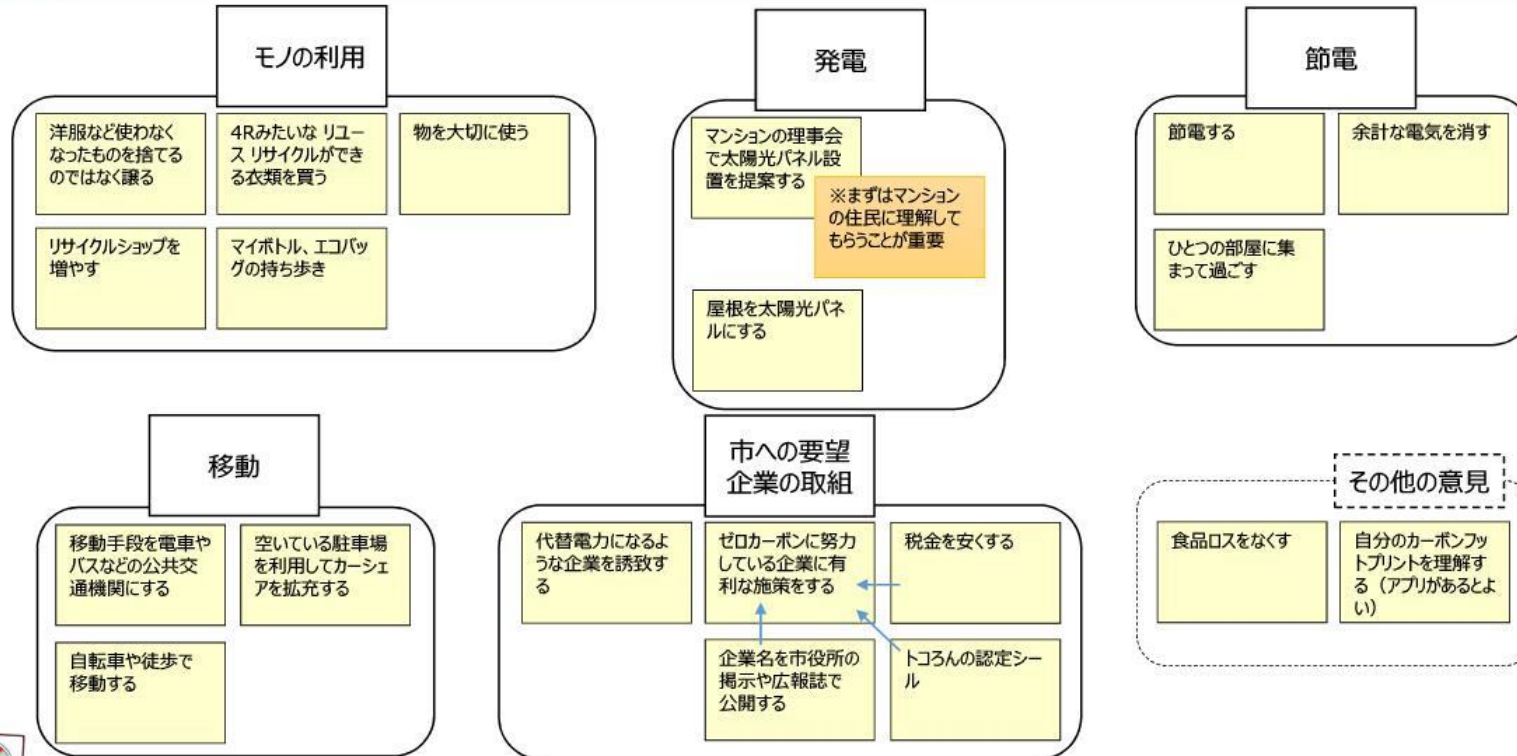 モノの利用
洋服など使わなく
なったものを捨てる
のではなく譲る
4Rみたいな リユー
ス リサイクルができ
る衣類を買う
物を大切に使う
リサイクルショップを
増やす
マイボトル、エコバッ
グの持ち歩き
発電
マンションの理事会
で太陽光パネル設
置を提案する
※まずはマンション
の住民に理解して
もらうことが重要
屋根を太陽光パネ
ルにする
節電
節電する
余計な電気を消す
ひとつの部屋に集
まって過ごす
移動
移動手段を電車や
バスなどの公共交
通機関にする
空いている駐車場
を利用してカーシェ
アを拡充する
自転車や徒歩で
移動する
市への要望
企業の取組
代替電力になるよ
うな企業を誘致す
る
ゼロカーボンに努力
している企業に有
利な施策をする
税金を安くする
企業名を市役所の
掲示や広報誌で
公開する
トコろんの認定シー
ル
その他の意見
食品ロスをなくす
自分のカーボンフッ
トプリントを理解す
る（アプリがあるとよ
い）